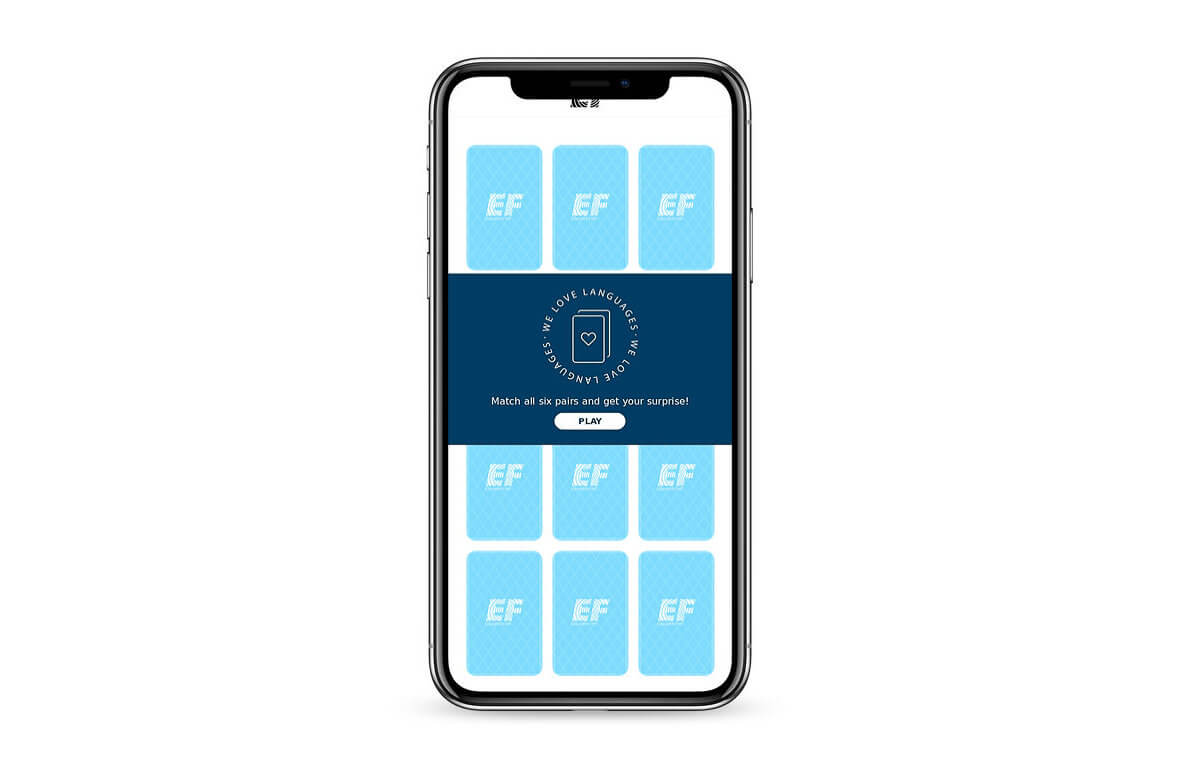 EF
EF EF EF
WE LOVE LANGUAGES · WE LOVE LANGUAGES ·
Match all six pairs and get your surprise!
PLAY
EF EF EF
EF EF EF